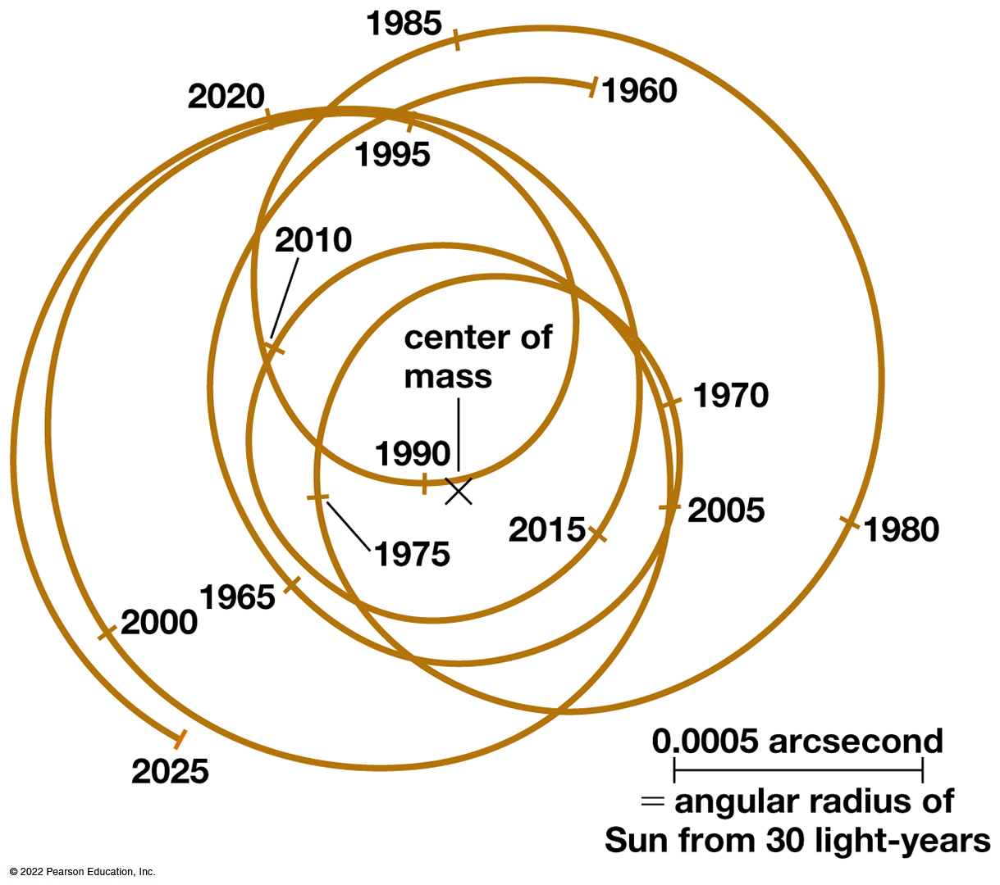 1985
1960
2020
1995
2010
center of
mass
1970
1990
2005
2015
1980
1975
1965
2000
0.0005 arcsecond
2025
= angular radius of
Sun from 30 light-years
© 2022 Pearson Education, Inc.